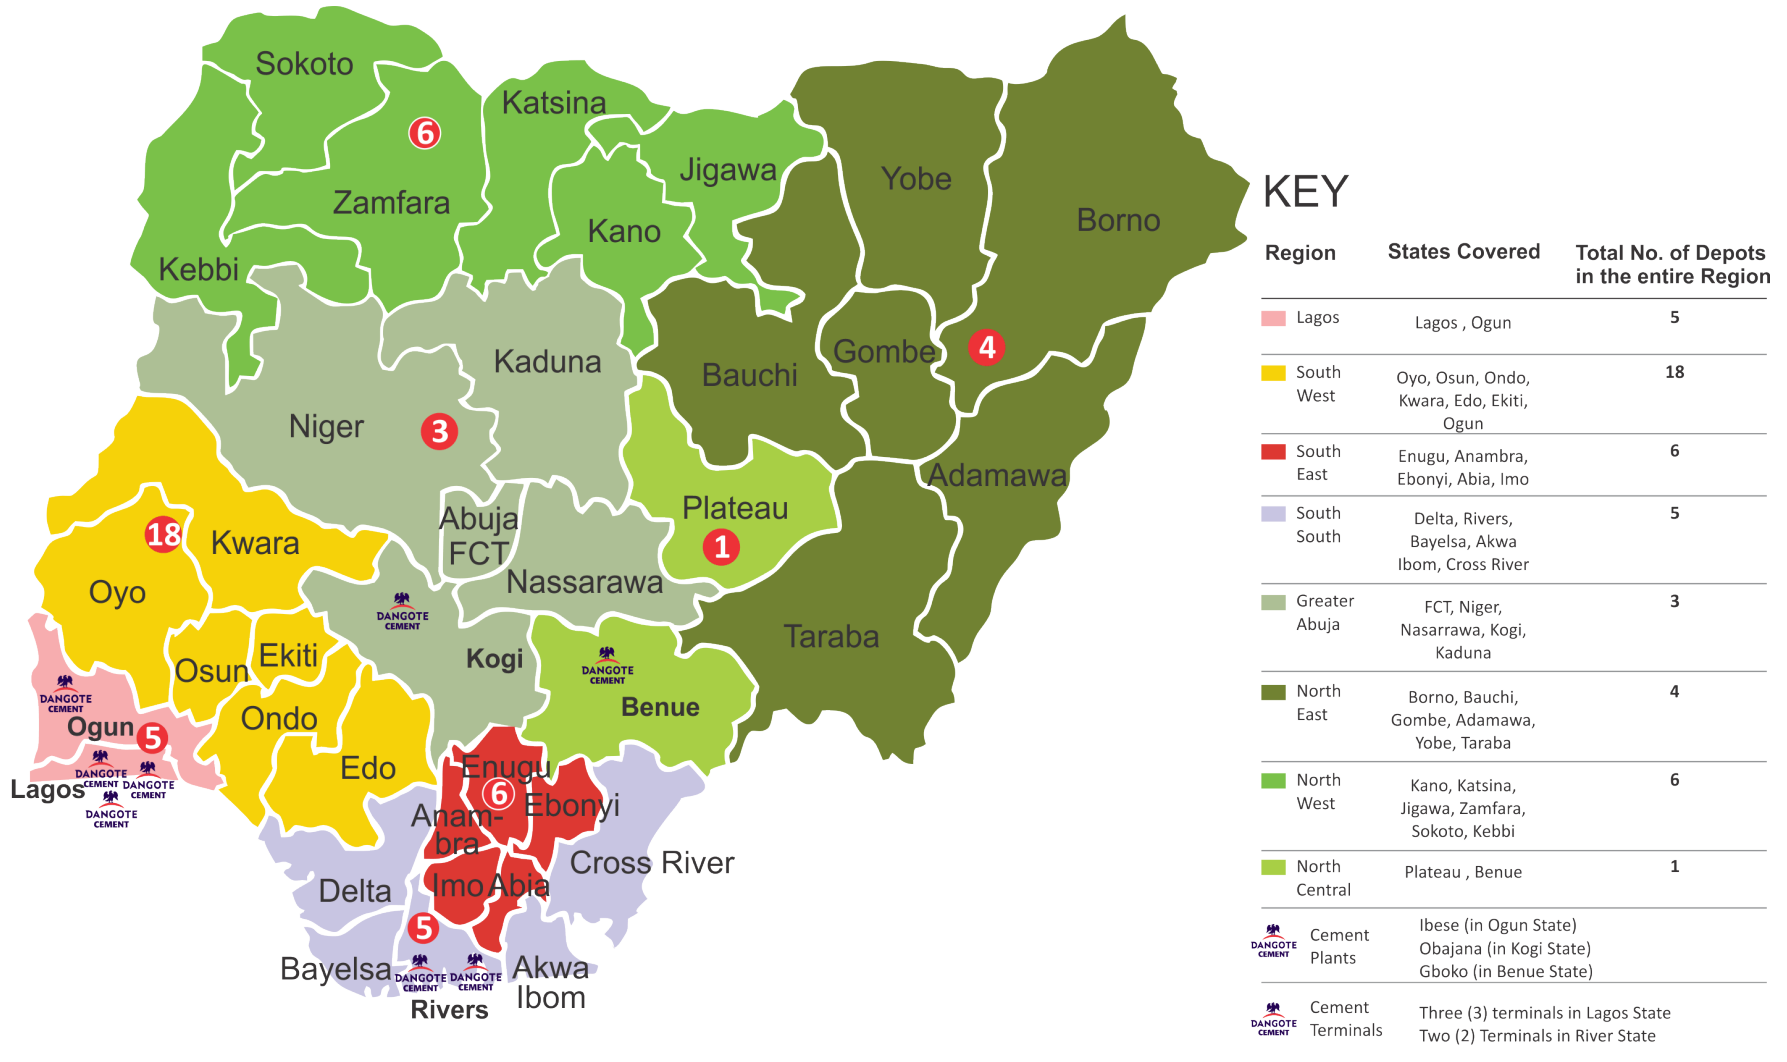 Sokoto
Katsina
6
Jigawa
Yobe
Zamfara
Borno
Kano
Kebbi
Gombe
4
Kaduna
Bauchi
Niger
3
Adamawa
Plateau
Abuja
FCT
18
Kwara
1
Nassarawa
Oyo
DANGOTE
CEMENT
Taraba
Ekiti
Kogi
DANGOTE
CEMENT
Osun
DANGOTE
CEMENT
Benue
Ondo
Ogun
5
Edo
Enugu
DANGOTE
CEMENT
DANGOTE
CEMENT
Lagos
6
Ebonyi
DANGOTE
CEMENT
Anam-
bra
Cross River
Delta
Imo
Abia
5
Bayelsa
DANGOTE
CEMENT
DANGOTE
CEMENT
Akwa
Ibom
Rivers
KEY
Region
States Covered
Total No. of Depots
in the entire Region
Lagos
Lagos , Ogun
5
South
West
Oyo, Osun, Ondo,
Kwara, Edo, Ekiti,
Ogun
18
South
East
Enugu, Anambra,
Ebonyi, Abia, Imo
6
South
South
Delta, Rivers,
Bayelsa, Akwa
Ibom, Cross River
5
Greater
Abuja
FCT, Niger,
Nasarrawa, Kogi,
Kaduna
3
North
East
Borno, Bauchi,
Gombe, Adamawa,
Yobe, Taraba
4
North
West
Kano, Katsina,
Jigawa, Zamfara,
Sokoto, Kebbi
6
North
Central
Plateau , Benue
1
DANGOTE
CEMENT
Cement
Plants
Ibese (in Ogun State)
Obajana (in Kogi State)
Gboko (in Benue State)
DANGOTE
CEMENT
Cement
Terminals
Three (3) terminals in Lagos State
Two (2) Terminals in River State